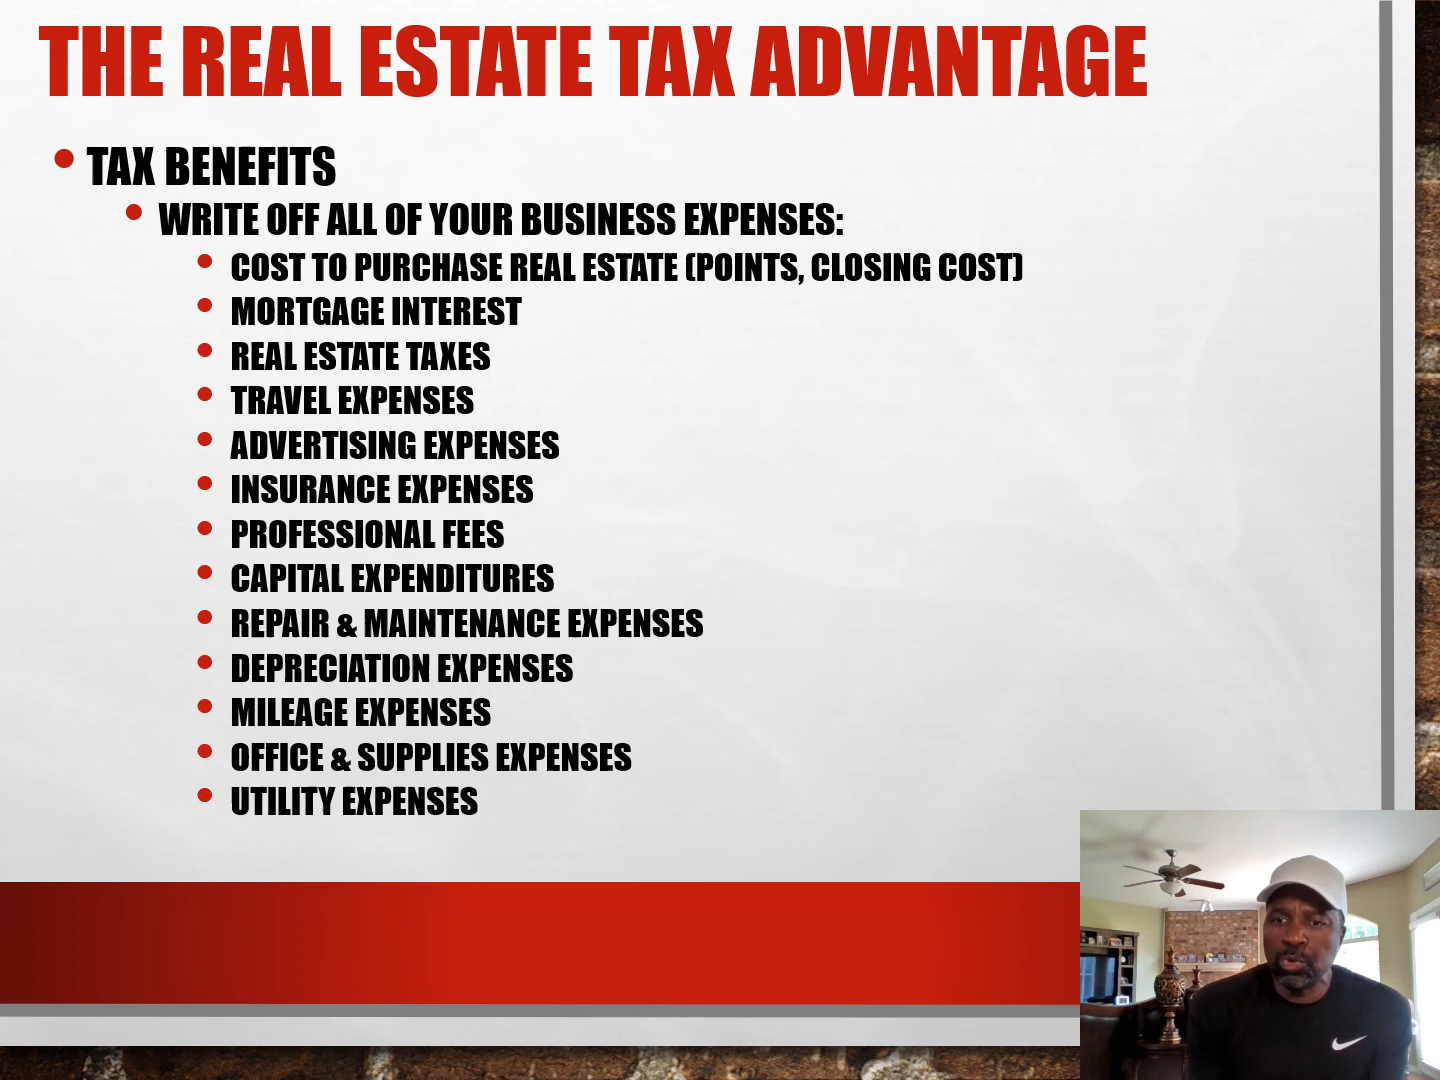 THE REAL ESTATE TAX ADVANTAGE
TAX BENEFITS
WRITE OFF ALL OF YOUR BUSINESS EXPENSES:
COST TO PURCHASE REAL ESTATE (POINTS, CLOSING COST)
MORTGAGE INTEREST
REAL ESTATE TAXES
TRAVEL EXPENSES
ADVERTISING EXPENSES
INSURANCE EXPENSES
PROFESSIONAL FEES
CAPITAL EXPENDITURES
REPAIR & MAINTENANCE EXPENSES
DEPRECIATION EXPENSES
MILEAGE EXPENSES
OFFICE & SUPPLIES EXPENSES
UTILITY EXPENSES